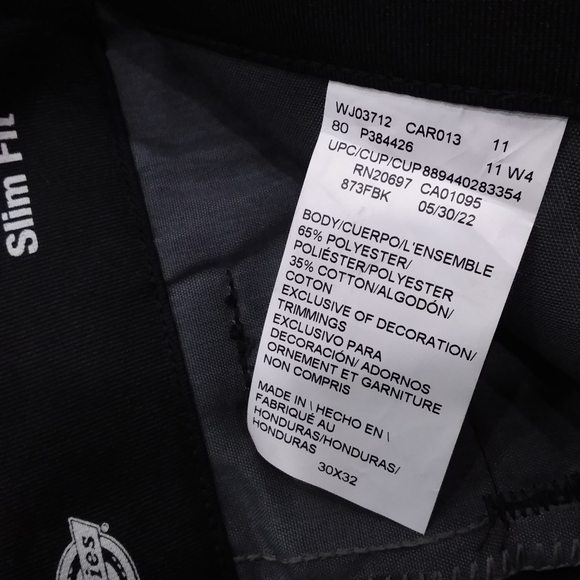 Slim Fit
WJ03712 CAR013 11
80 P384426 11 W4
UPC/CUP/CUP889440283354
RN20697 CA01095
873FBK 05/30/22
BODY/CUERPO/L'ENSEMBLE
65% POLYESTER/
POLIÉSTER/POLYESTER
35% COTTON/ALGODÓN/
COTON
EXCLUSIVE OF DECORATION/
TRIMMINGS
EXCLUSIVO PARA
DECORACIÓN/ ADORNOS
ORNEMENT ET GARNITURE
NON COMPRIS
MADE IN \ HECHO EN \
FABRIQUÉ AU
HONDURAS/HONDURAS/
HONDURAS
30X32